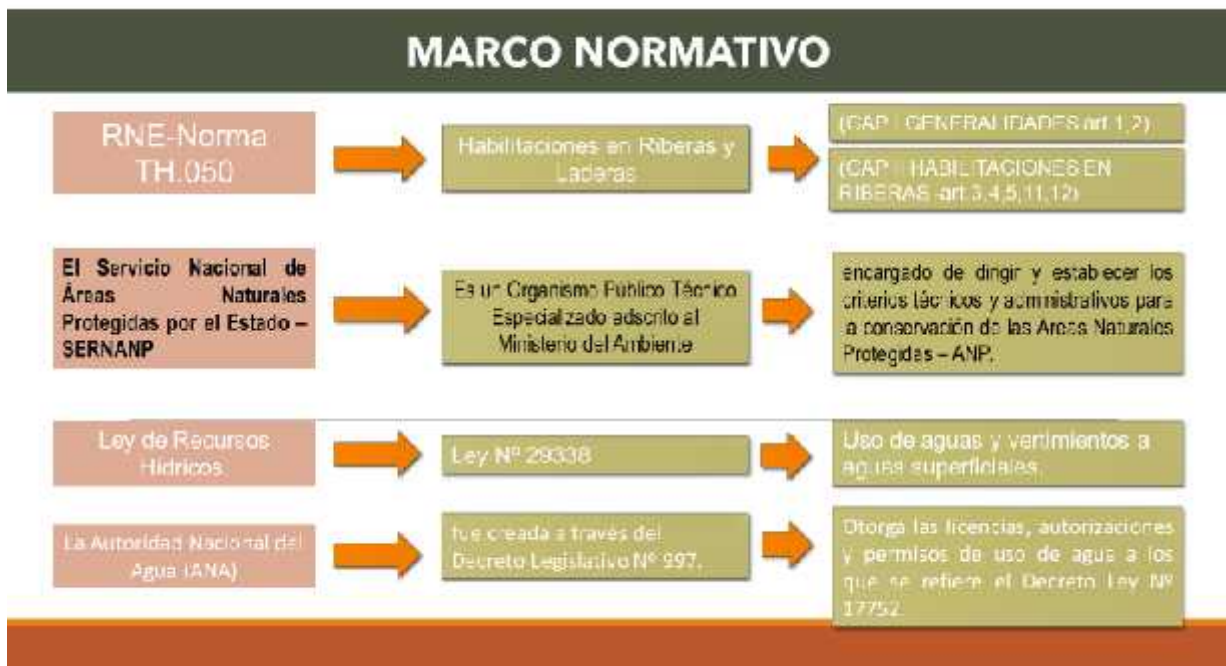 MARCO NORMATIVO
RNE-Norma
TH.050
Habilitaciones en Riberas y
Laderas
(CAP I GENERALIDADES art.1,2)
(CAP II HABILITACIONES EN
RIBERAS -art.3,4,5,11,12)
El Servicio Nacional de
Áreas Naturales
Protegidas por el Estado –
SERNANP
Es un Organismo Público Técnico
Especializado adscrito al
Ministerio del Ambiente
encargado de dirigir y establecer los
criterios técnicos y administrativos para
la conservación de las Áreas Naturales
Protegidas – ANP.
Ley de Recursos
Hídricos.
Ley Nº 29338
Uso de aguas y vertimientos a
aguas superficiales.
La Autoridad Nacional del
Agua (ANA)
fue creada a través del
Decreto Legislativo Nº 997.
Otorga las licencias, autorizaciones
y permisos de uso de agua a los
que se refiere el Decreto Ley Nº
17752.